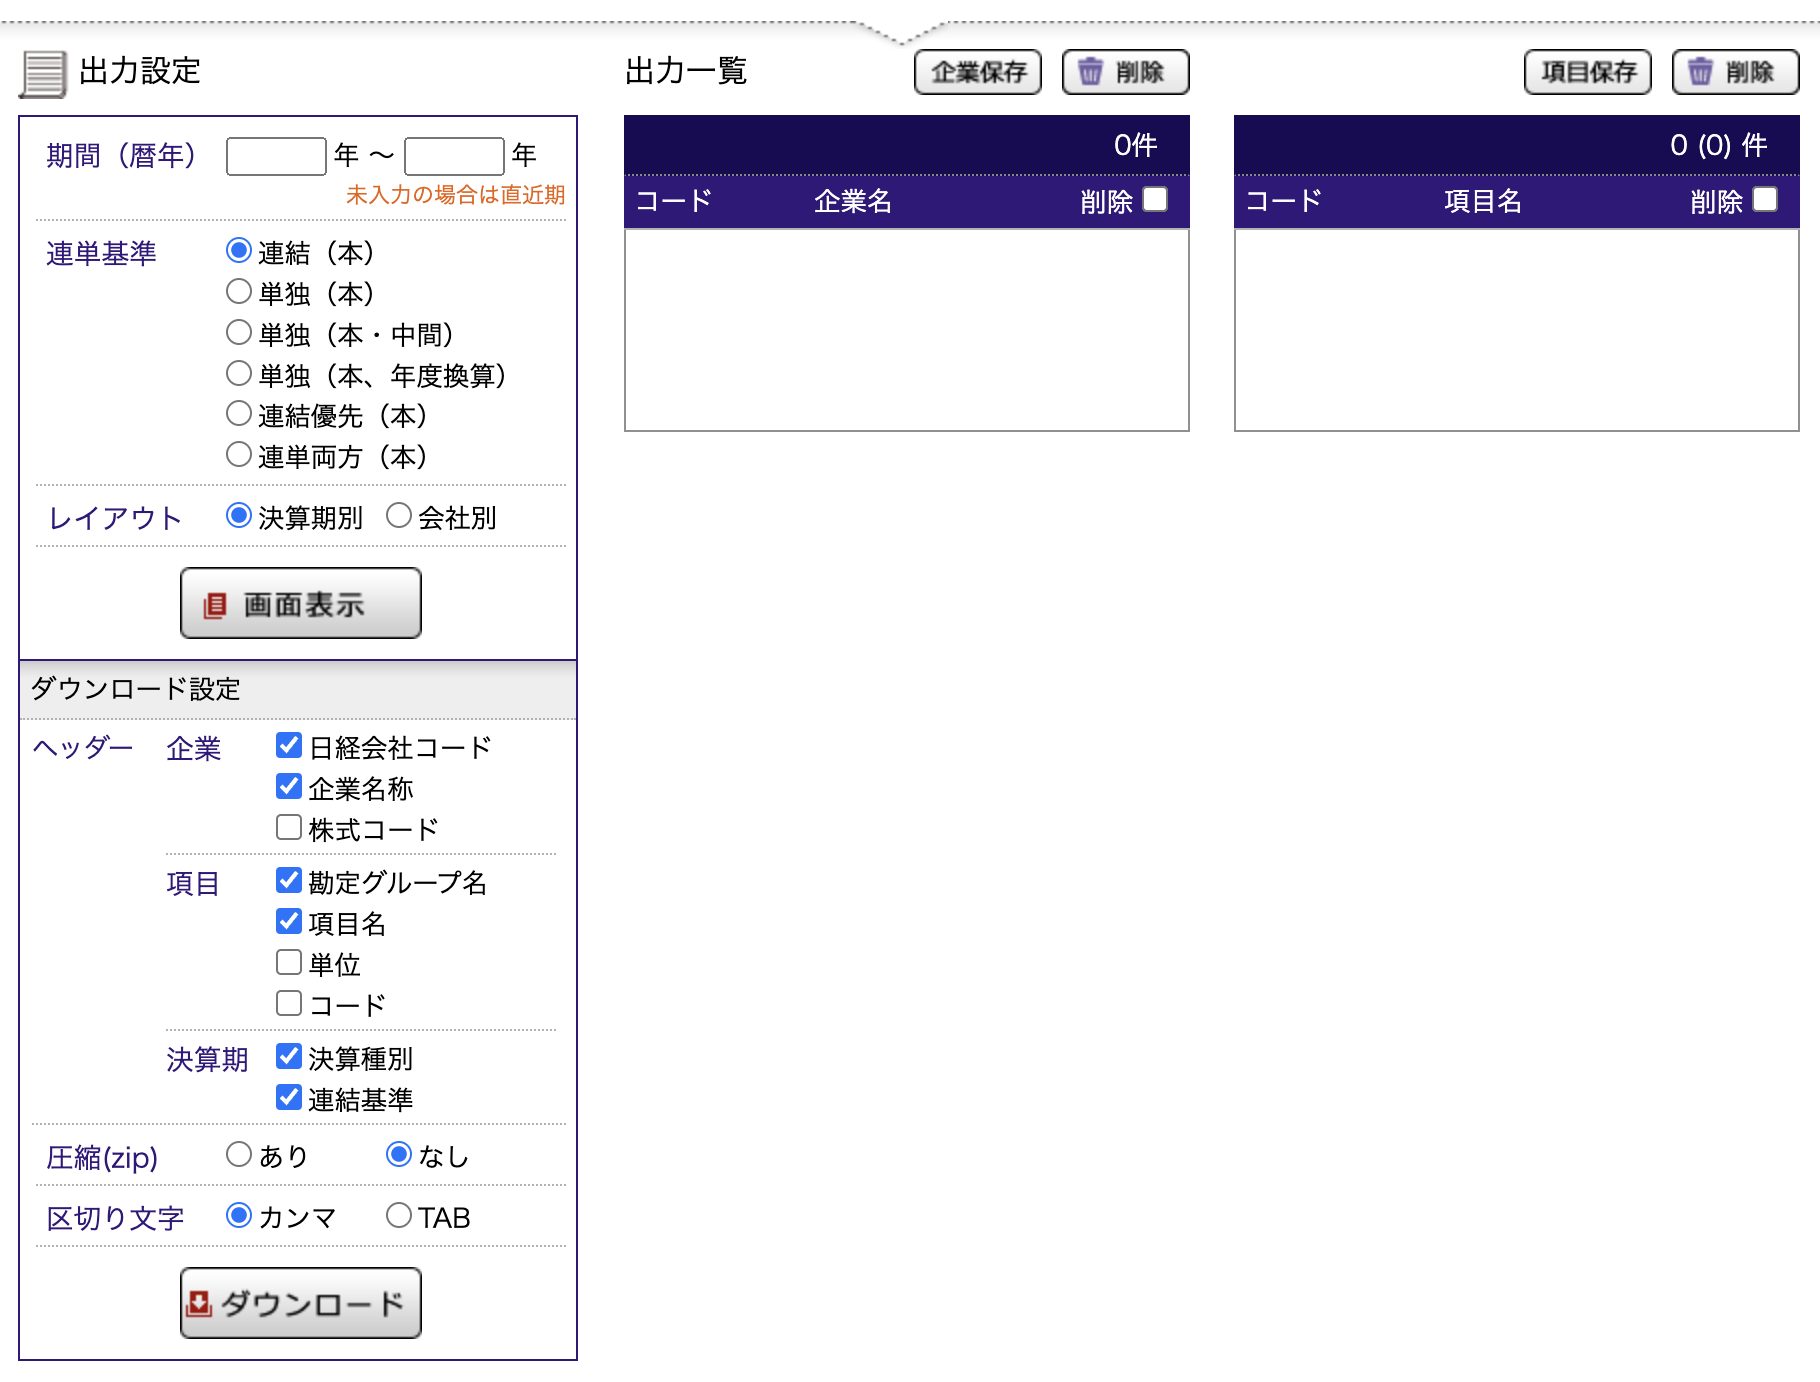 出力設定
期間（暦年） 年 〜 年
未入力の場合は直近期
連単基準 連結（本）
単独（本）
単独（本・中間）
単独（本、年度換算）
連結優先（本）
連単両方（本）
レイアウト 決算期別 会社別
画面表示
ダウンロード設定
ヘッダー 企業 日経会社コード
企業名称
株式コード
項目 勘定グループ名
項目名
単位
コード
決算期 決算種別
連結基準
圧縮(zip) あり なし
区切り文字 カンマ TAB
ダウンロード
出力一覧 企業保存 削除
0件
コード 企業名 削除
項目保存 削除
0 (0) 件
コード 項目名 削除